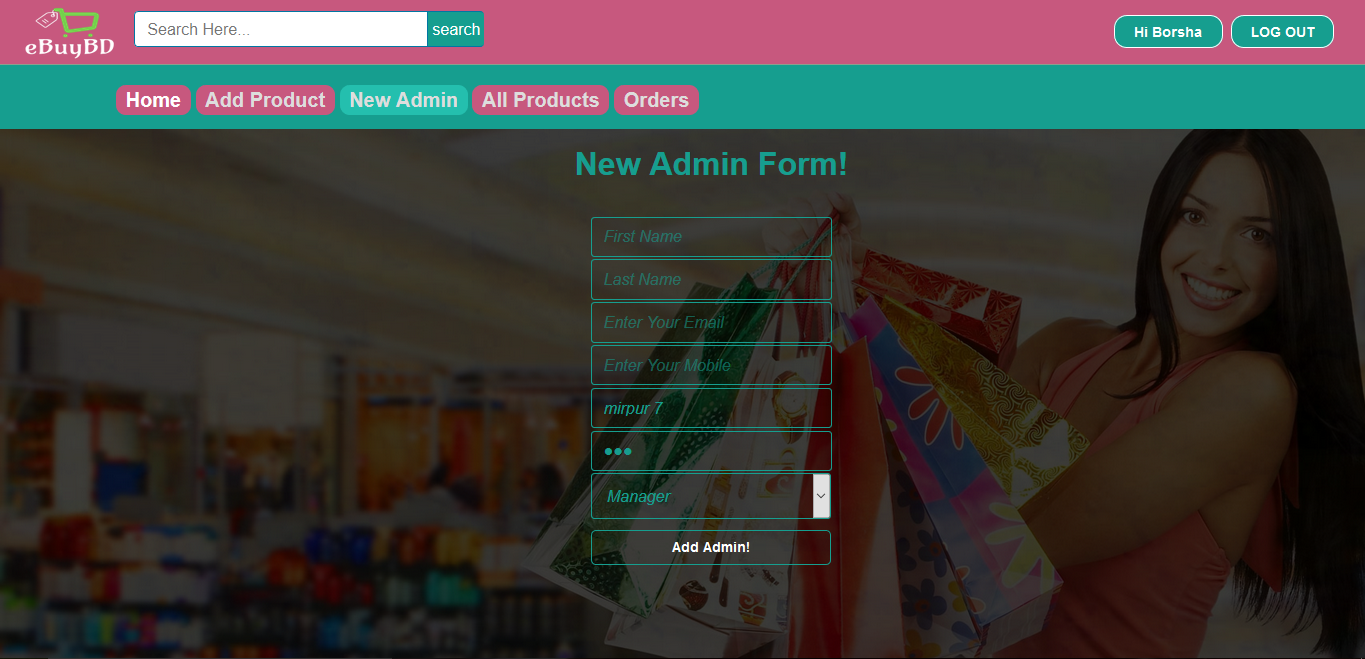 eBuyBD
Search Here...
search
Hi Borsha
LOG OUT
Home
Add Product
New Admin
All Products
Orders
New Admin Form!
First Name
Last Name
Enter Your Email
Enter Your Mobile
mirpur 7
●●●
Manager
Add Admin!